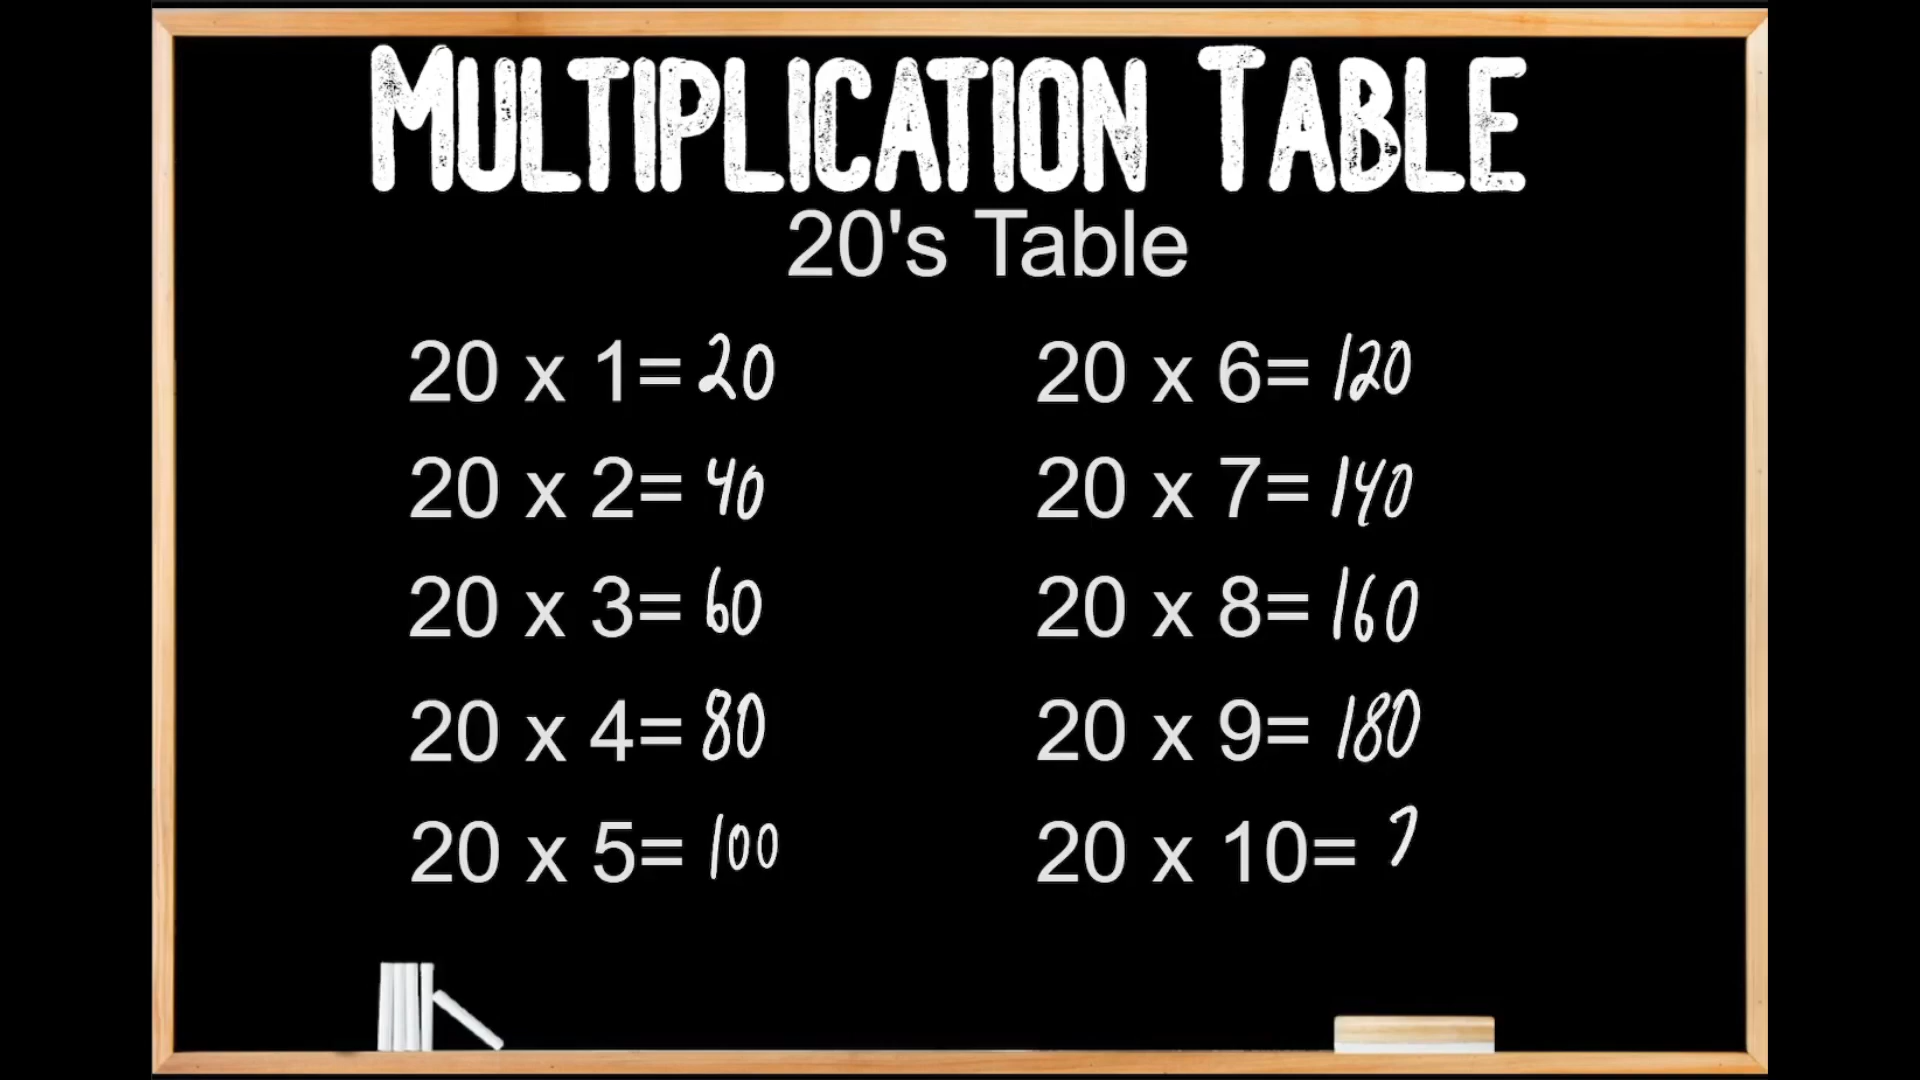 MULTIPLICATION TABLE
20's Table
20 x 1= 20
20 x 2= 40
20 x 3= 60
20 x 4= 80
20 x 5= 100
20 x 6= 120
20 x 7= 140
20 x 8= 160
20 x 9= 180
20 x 10=